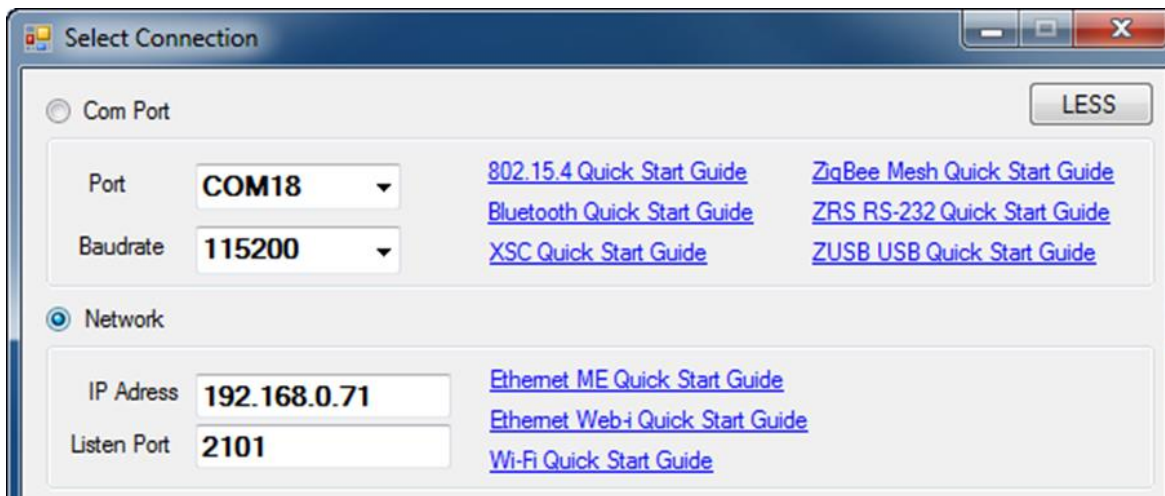 Select Connection
Com Port
LESS
Port
COM18
Baudrate
115200
802.15.4 Quick Start Guide
Bluetooth Quick Start Guide
XSC Quick Start Guide
ZigBee Mesh Quick Start Guide
ZRS RS-232 Quick Start Guide
ZUSB USB Quick Start Guide
Network
IP Adress
192.168.0.71
Listen Port
2101
Ethernet ME Quick Start Guide
Ethernet Web-i Quick Start Guide
Wi-Fi Quick Start Guide